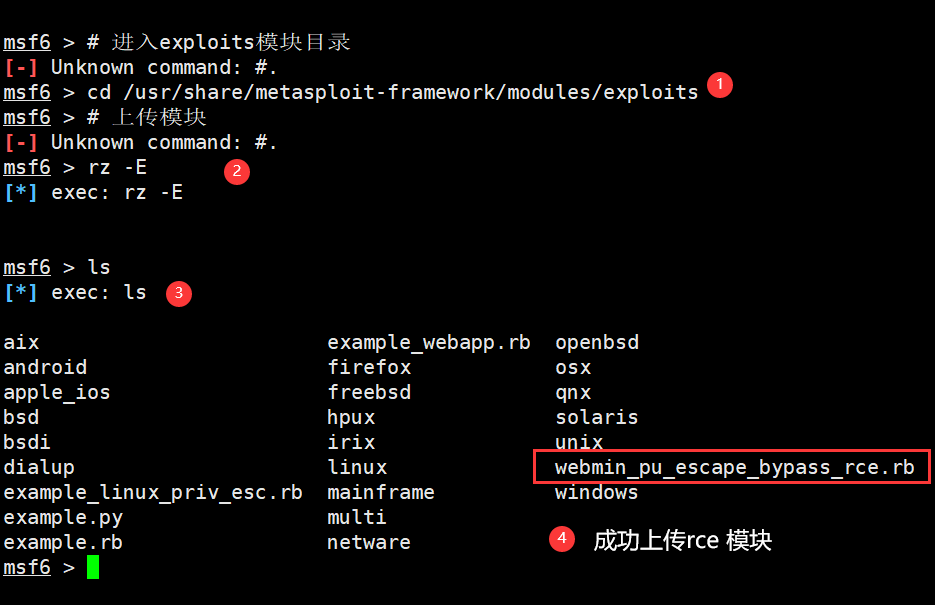 msf6 > # 进入exploits模块目录
[-] Unknown command: #.
msf6 > cd /usr/share/metasploit-framework/modules/exploits 1
msf6 > # 上传模块
[-] Unknown command: #.
msf6 > rz -E 2
[*] exec: rz -E
msf6 > ls
[*] exec: ls 3
aix example_webapp.rb openbsd
android firefox osx
apple_ios freebsd qnx
bsd hpux solaris
bsdi irix unix
dialup linux webmin_pu_escape_bypass_rce.rb
example_linux_priv_esc.rb mainframe windows
example.py multi
example.rb netware 4 成功上传rce 模块
msf6 >